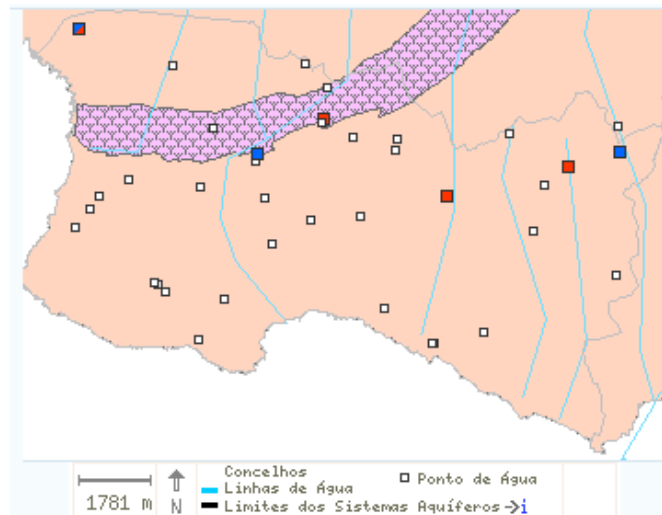 Concelhos
Ponto de Água
Linhas de Água
1781 m
N
Limites dos Sistemas Aquíferos →i